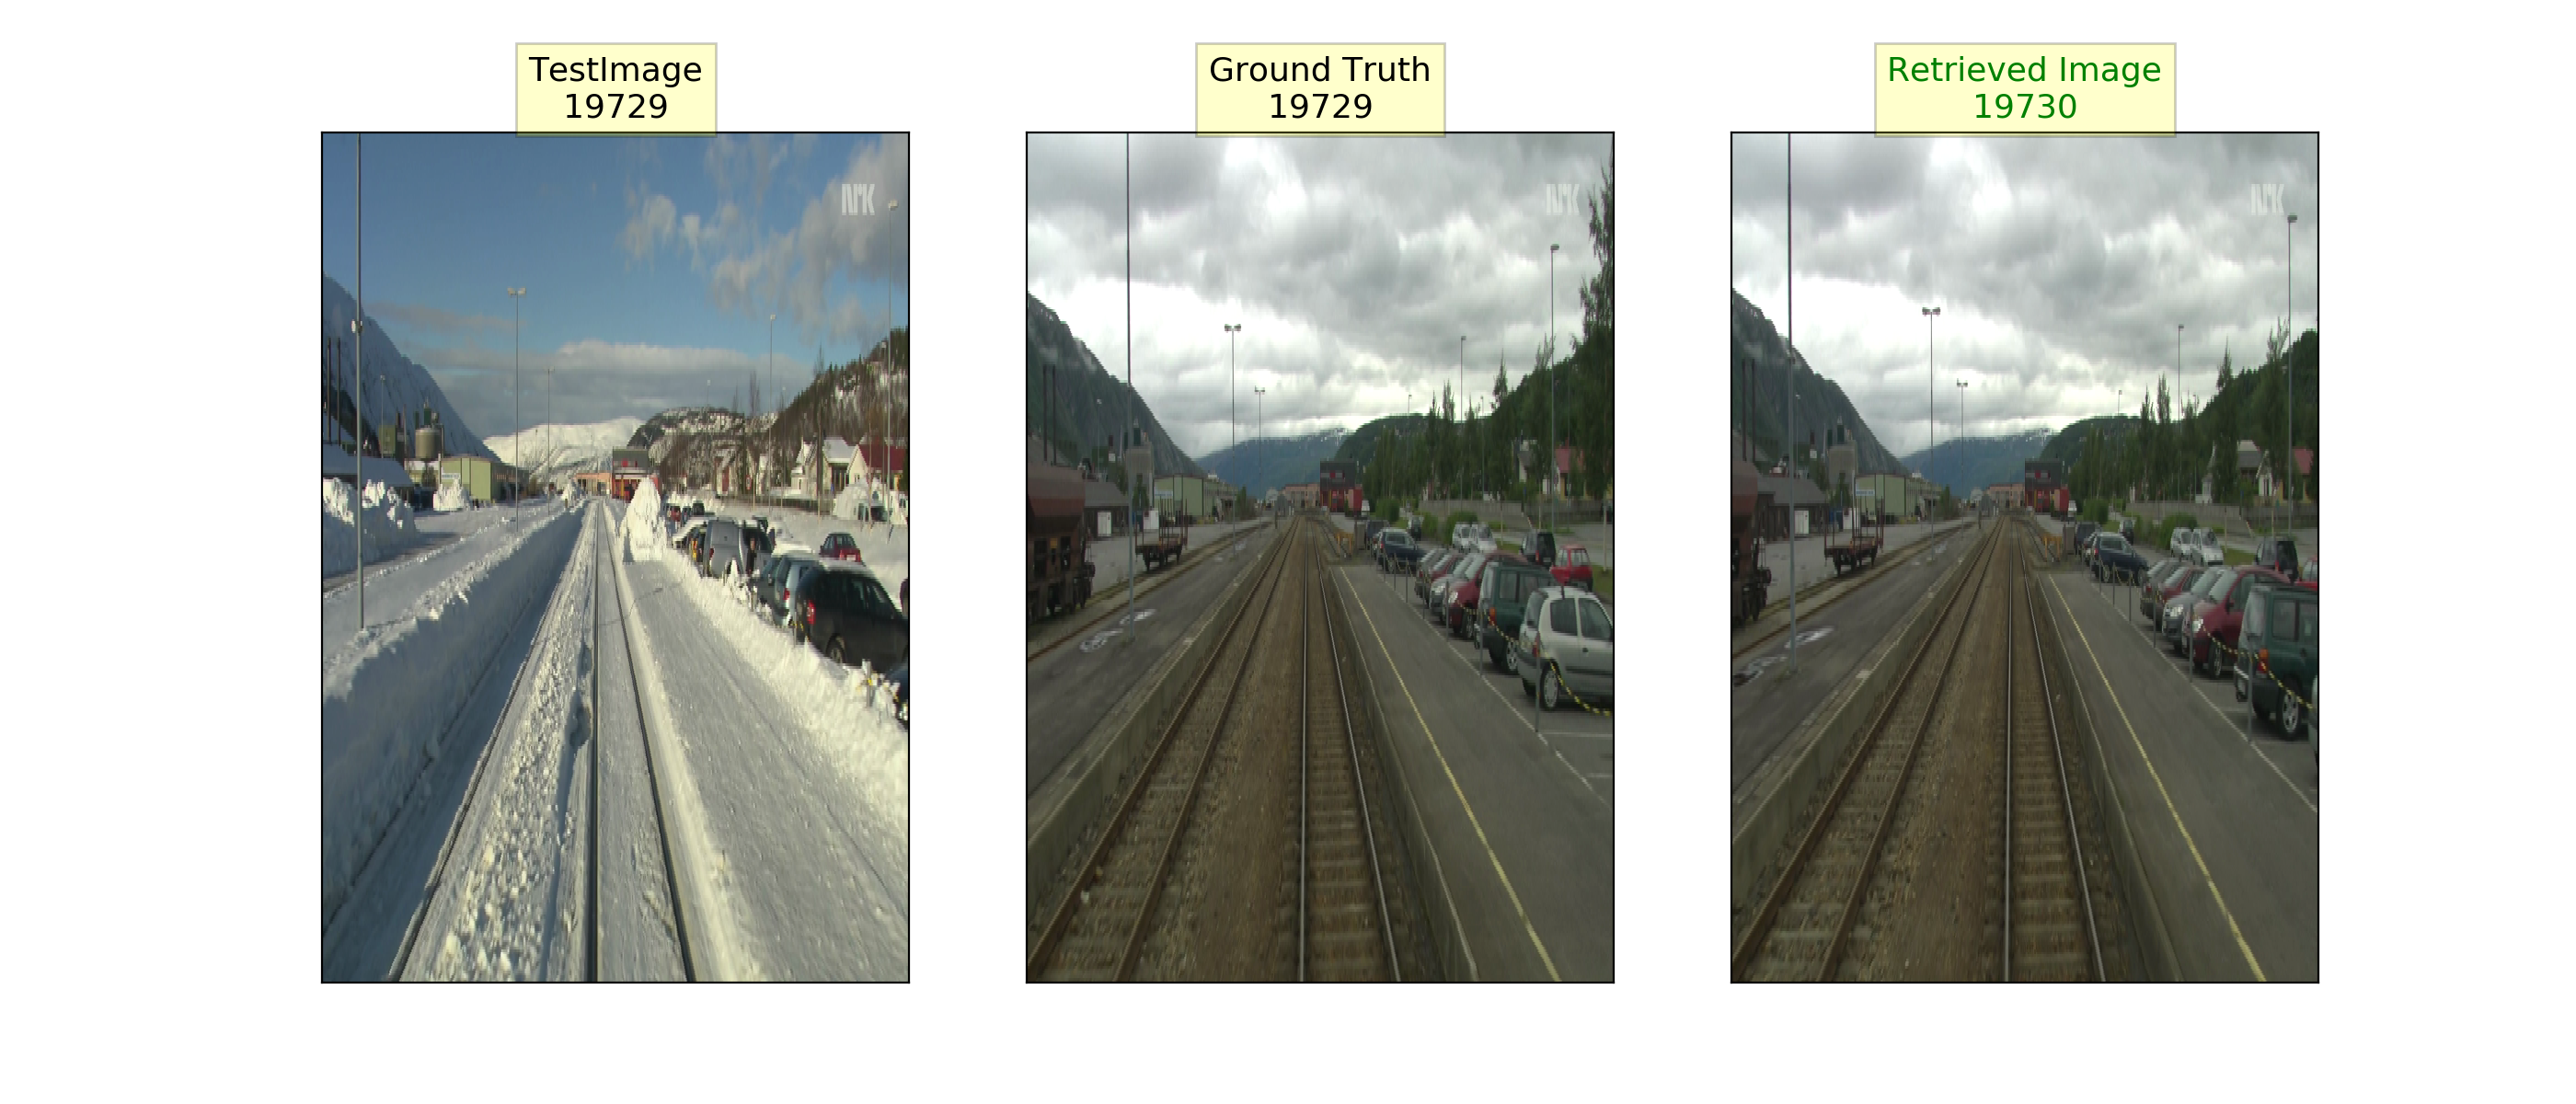 TestImage
19729
Ground Truth
19729
Retrieved Image
19730
NRK
NRK
NRK